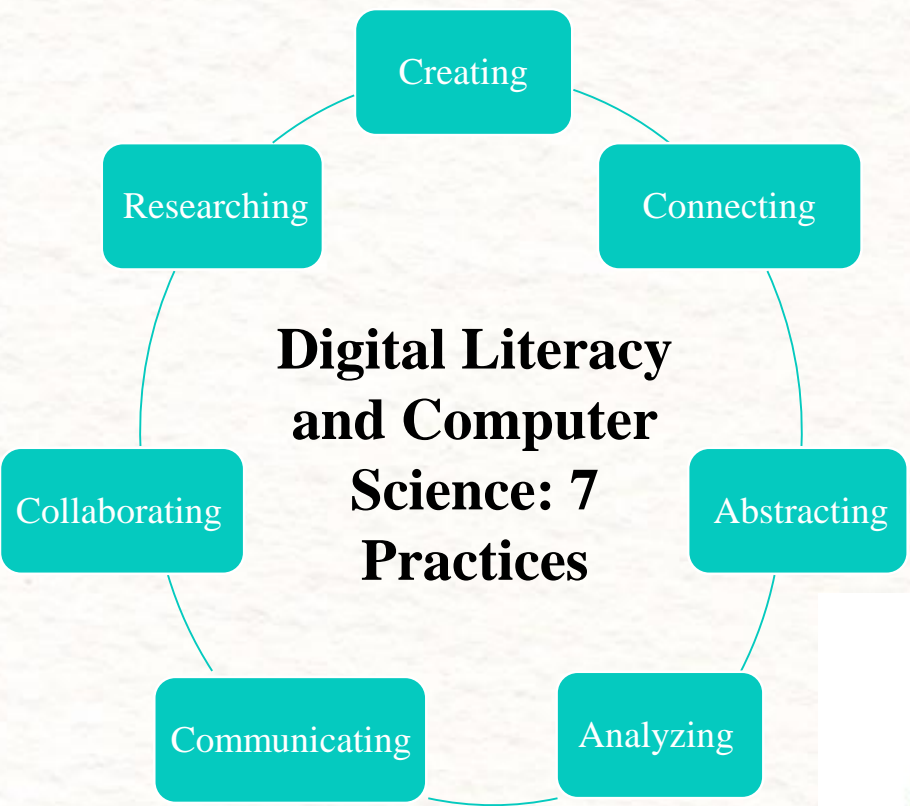 Creating
Researching
Connecting
Digital Literacy
and Computer
Science: 7
Practices
Collaborating
Abstracting
Communicating
Analyzing